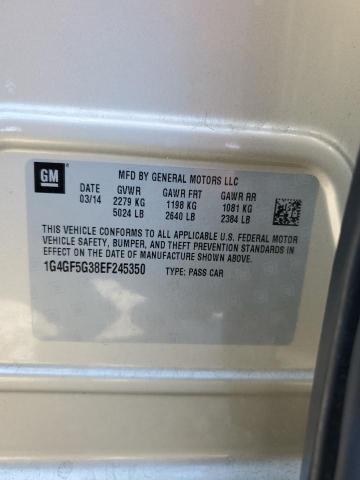 GM
MFD BY GENERAL MOTORS LLC
DATE GVWR GAWR FRT GAWR RR
03/14 2279 KG 1198 KG 1081 KG
5024 LB 2640 LB 2384 LB
THIS VEHICLE CONFORMS TO ALL APPLICABLE U.S. FEDERAL MOTOR
VEHICLE SAFETY, BUMPER, AND THEFT PREVENTION STANDARDS IN
EFFECT ON THE DATE OF MANUFACTURE SHOWN ABOVE.
1G4GF5G38EF245350 TYPE: PASS CAR